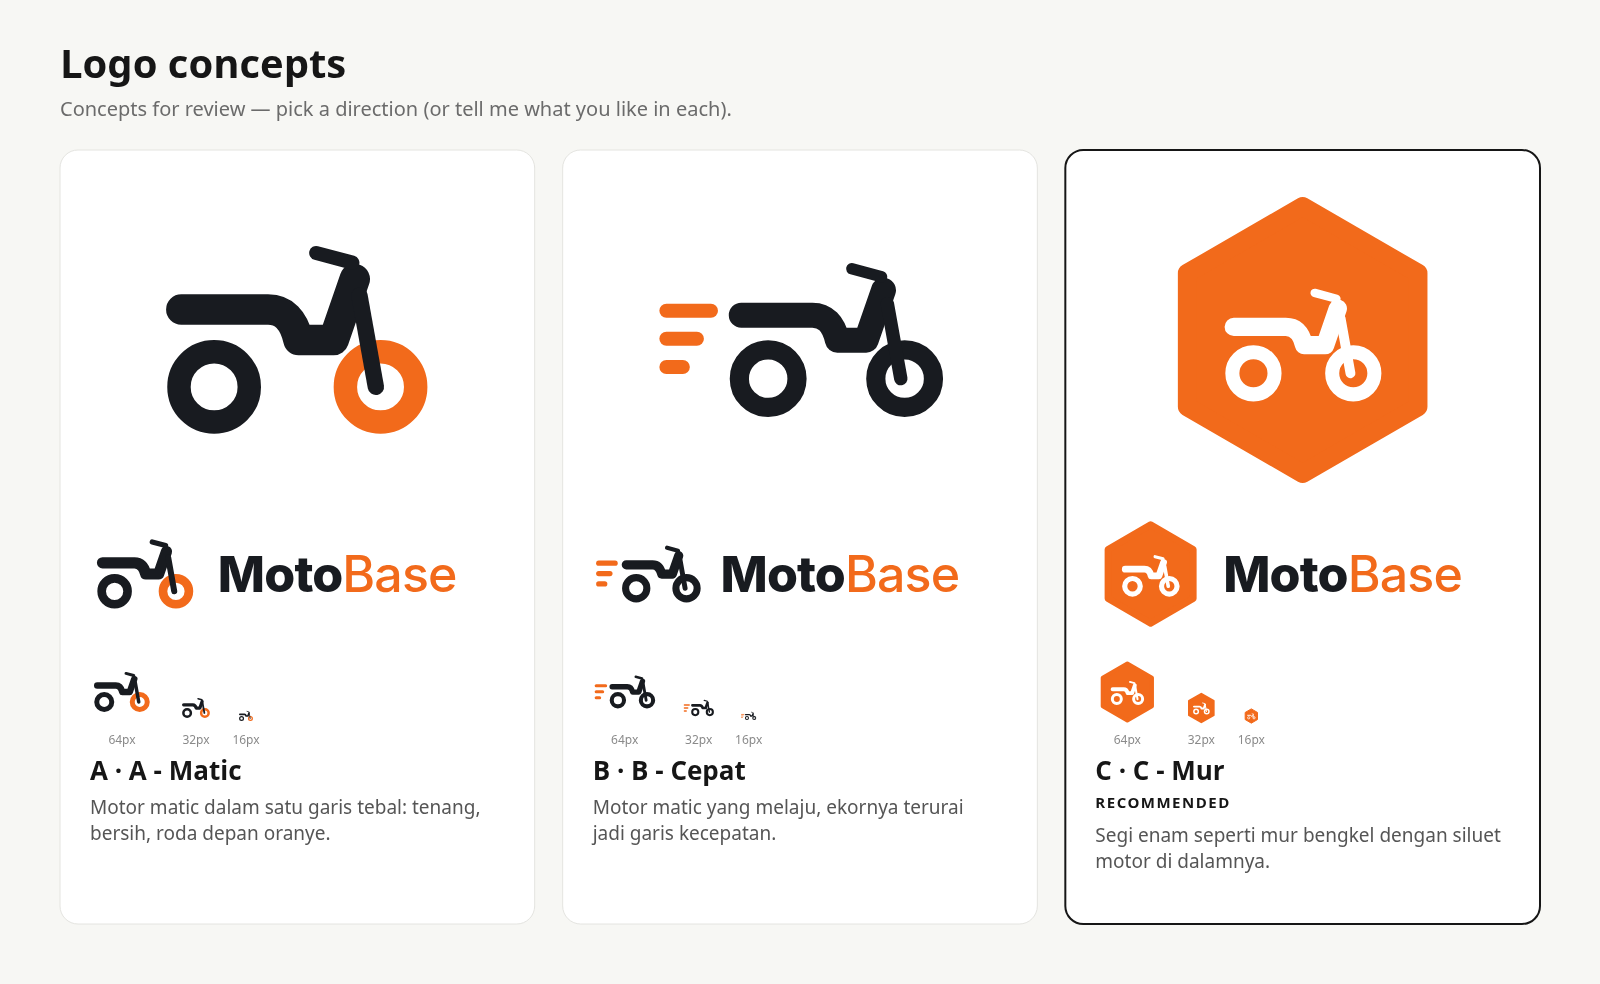 Logo concepts
Concepts for review — pick a direction (or tell me what you like in each).
MotoBase
64px 32px 16px
A · A - Matic
Motor matic dalam satu garis tebal: tenang,
bersih, roda depan oranye.
MotoBase
64px 32px 16px
B · B - Cepat
Motor matic yang melaju, ekornya terurai
jadi garis kecepatan.
MotoBase
64px 32px 16px
C · C - Mur
RECOMMENDED
Segi enam seperti mur bengkel dengan siluet
motor di dalamnya.